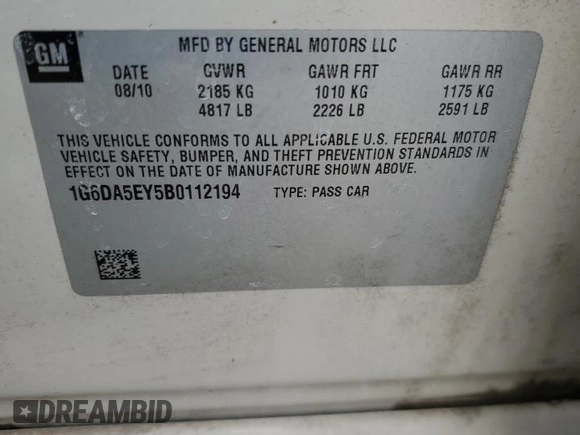 GM
MFD BY GENERAL MOTORS LLC
DATE GVWR GAWR FRT GAWR RR
08/10 2185 KG 1010 KG 1175 KG
4817 LB 2226 LB 2591 LB
THIS VEHICLE CONFORMS TO ALL APPLICABLE U.S. FEDERAL MOTOR
VEHICLE SAFETY, BUMPER, AND THEFT PREVENTION STANDARDS IN
EFFECT ON THE DATE OF MANUFACTURE SHOWN ABOVE.
1G6DA5EY5B0112194 TYPE: PASS CAR
DREAMBID